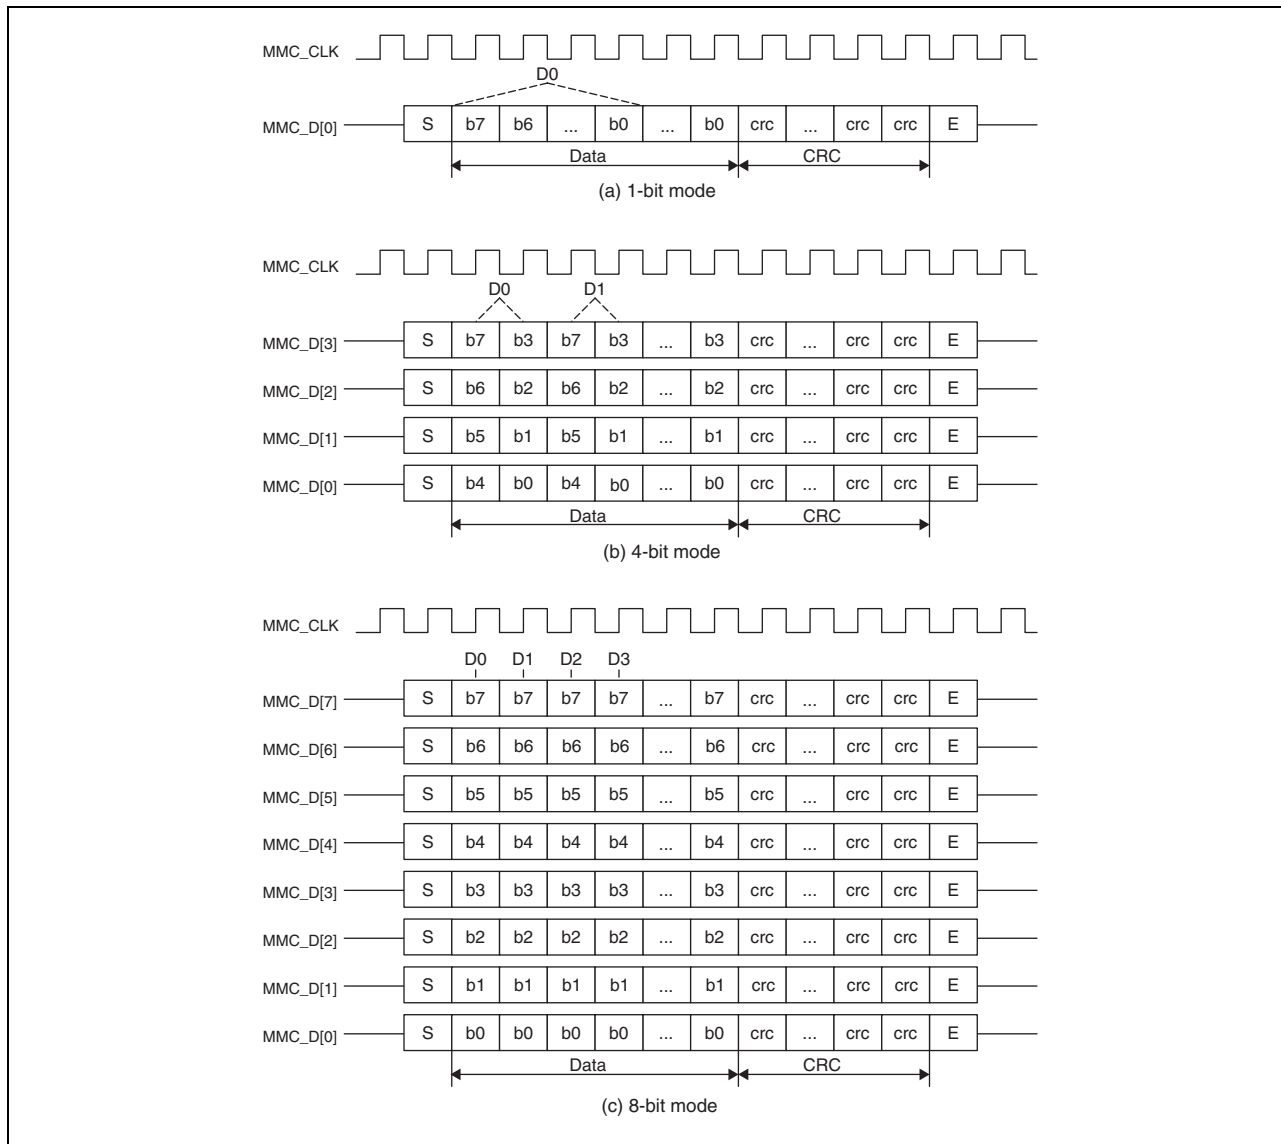 MMC_CLK
D0
MMC_D[0] S b7 b6 ... b0 ... b0 crc ... crc crc E
Data CRC
(a) 1-bit mode
MMC_CLK
D0 D1
MMC_D[3] S b7 b3 b7 b3 ... b3 crc ... crc crc E
MMC_D[2] S b6 b2 b6 b2 ... b2 crc ... crc crc E
MMC_D[1] S b5 b1 b5 b1 ... b1 crc ... crc crc E
MMC_D[0] S b4 b0 b4 b0 ... b0 crc ... crc crc E
Data CRC
(b) 4-bit mode
MMC_CLK
D0 D1 D2 D3
MMC_D[7] S b7 b7 b7 b7 ... b7 crc ... crc crc E
MMC_D[6] S b6 b6 b6 b6 ... b6 crc ... crc crc E
MMC_D[5] S b5 b5 b5 b5 ... b5 crc ... crc crc E
MMC_D[4] S b4 b4 b4 b4 ... b4 crc ... crc crc E
MMC_D[3] S b3 b3 b3 b3 ... b3 crc ... crc crc E
MMC_D[2] S b2 b2 b2 b2 ... b2 crc ... crc crc E
MMC_D[1] S b1 b1 b1 b1 ... b1 crc ... crc crc E
MMC_D[0] S b0 b0 b0 b0 ... b0 crc ... crc crc E
Data CRC
(c) 8-bit mode